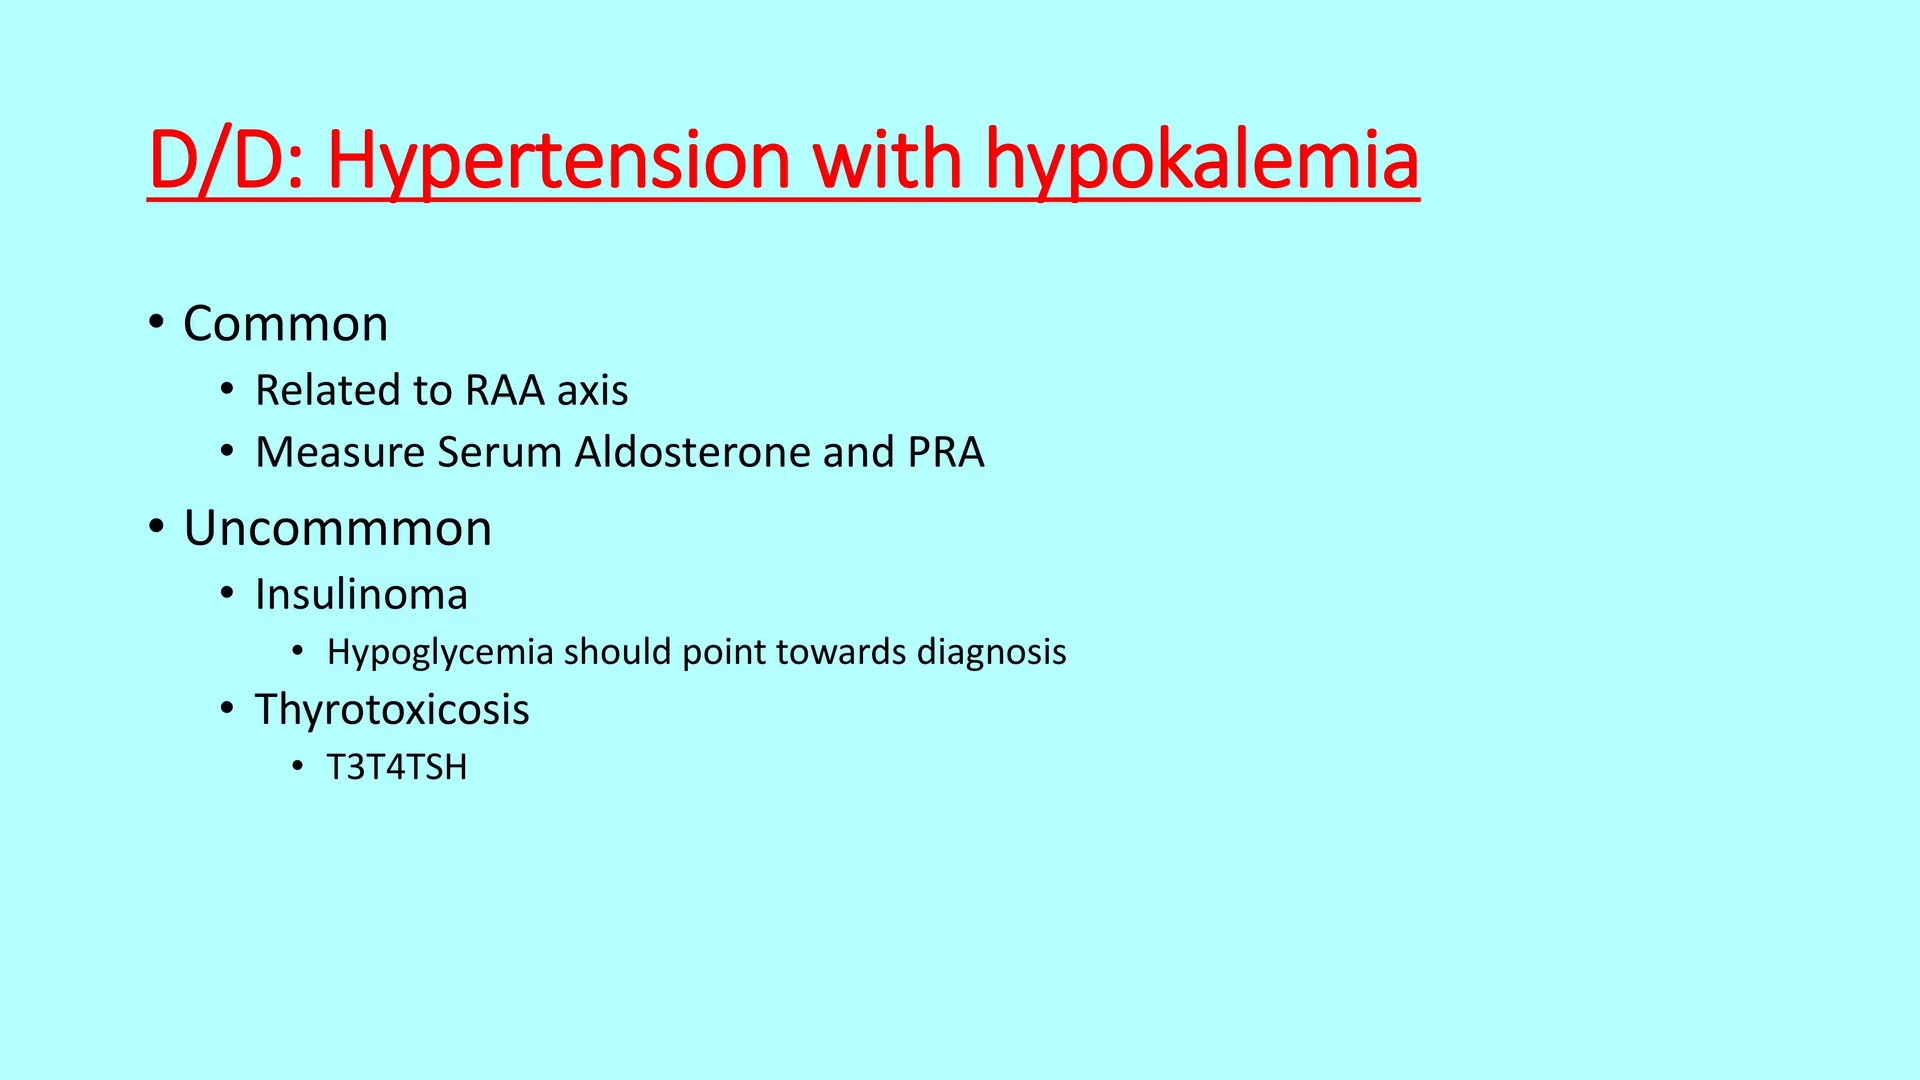 D/D: Hypertension with hypokalemia
• Common
• Related to RAA axis
• Measure Serum Aldosterone and PRA
• Uncommmon
• Insulinoma
• Hypoglycemia should point towards diagnosis
• Thyrotoxicosis
• T3T4TSH